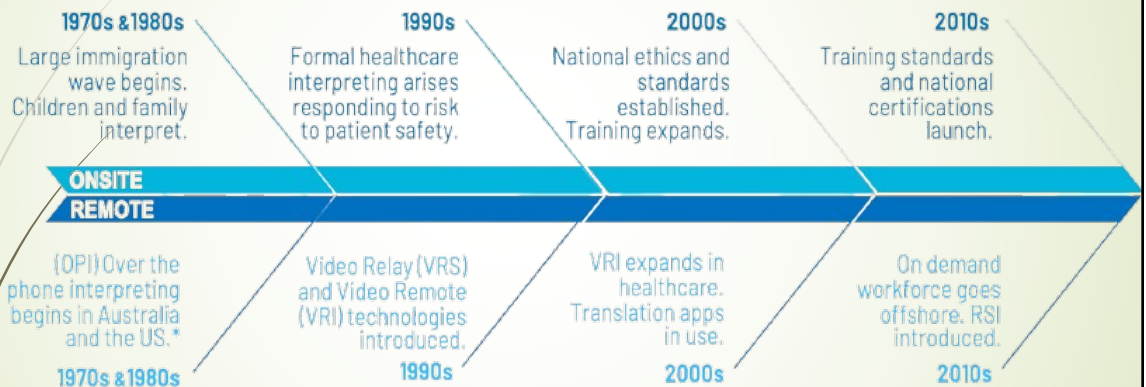 1970s &1980s
Large immigration
wave begins.
Children and family
interpret.
1990s
Formal healthcare
interpreting arises
responding to risk
to patient safety.
2000s
National ethics and
standards
established.
Training expands.
2010s
Training standards
and national
certifications
launch.
ONSITE
REMOTE
(OPI) Over the
phone interpreting
begins in Australia
and the US.*
1970s &1980s
Video Relay (VRS)
and Video Remote
(VRI) technologies
introduced.
1990s
VRI expands in
healthcare.
Translation apps
in use.
2000s
On demand
workforce goes
offshore. RSI
introduced.
2010s